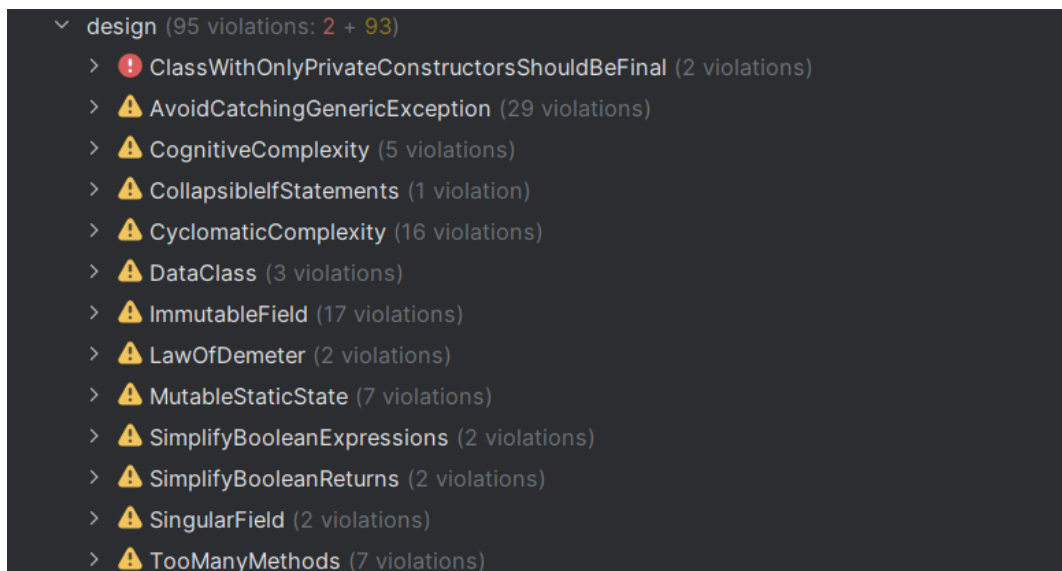 design (95 violations: 2 + 93)
ClassWithOnlyPrivateConstructorsShouldBeFinal (2 violations)
AvoidCatchingGenericException (29 violations)
CognitiveComplexity (5 violations)
CollapsibleIfStatements (1 violation)
CyclomaticComplexity (16 violations)
DataClass (3 violations)
ImmutableField (17 violations)
LawOfDemeter (2 violations)
MutableStaticState (7 violations)
SimplifyBooleanExpressions (2 violations)
SimplifyBooleanReturns (2 violations)
SingularField (2 violations)
TooManyMethods (7 violations)